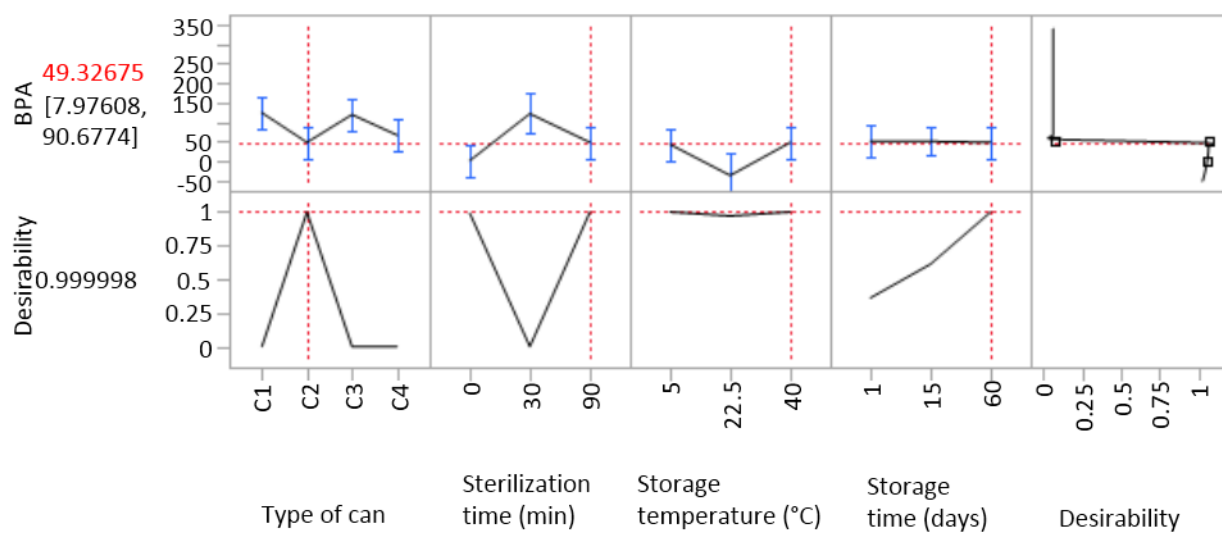 BPA
49.32675
[7.97608,
90.6774]
350
250
200
150
50
0
-50
Desirability
0.999998
1
0.75
0.5
0.25
0
C1 C2 C3 C4
0 30 90
5 22.5 40
1 15 60
0 0.25 0.5 0.75 1
Type of can
Sterilization
time (min)
Storage
temperature (°C)
Storage
time (days)
Desirability